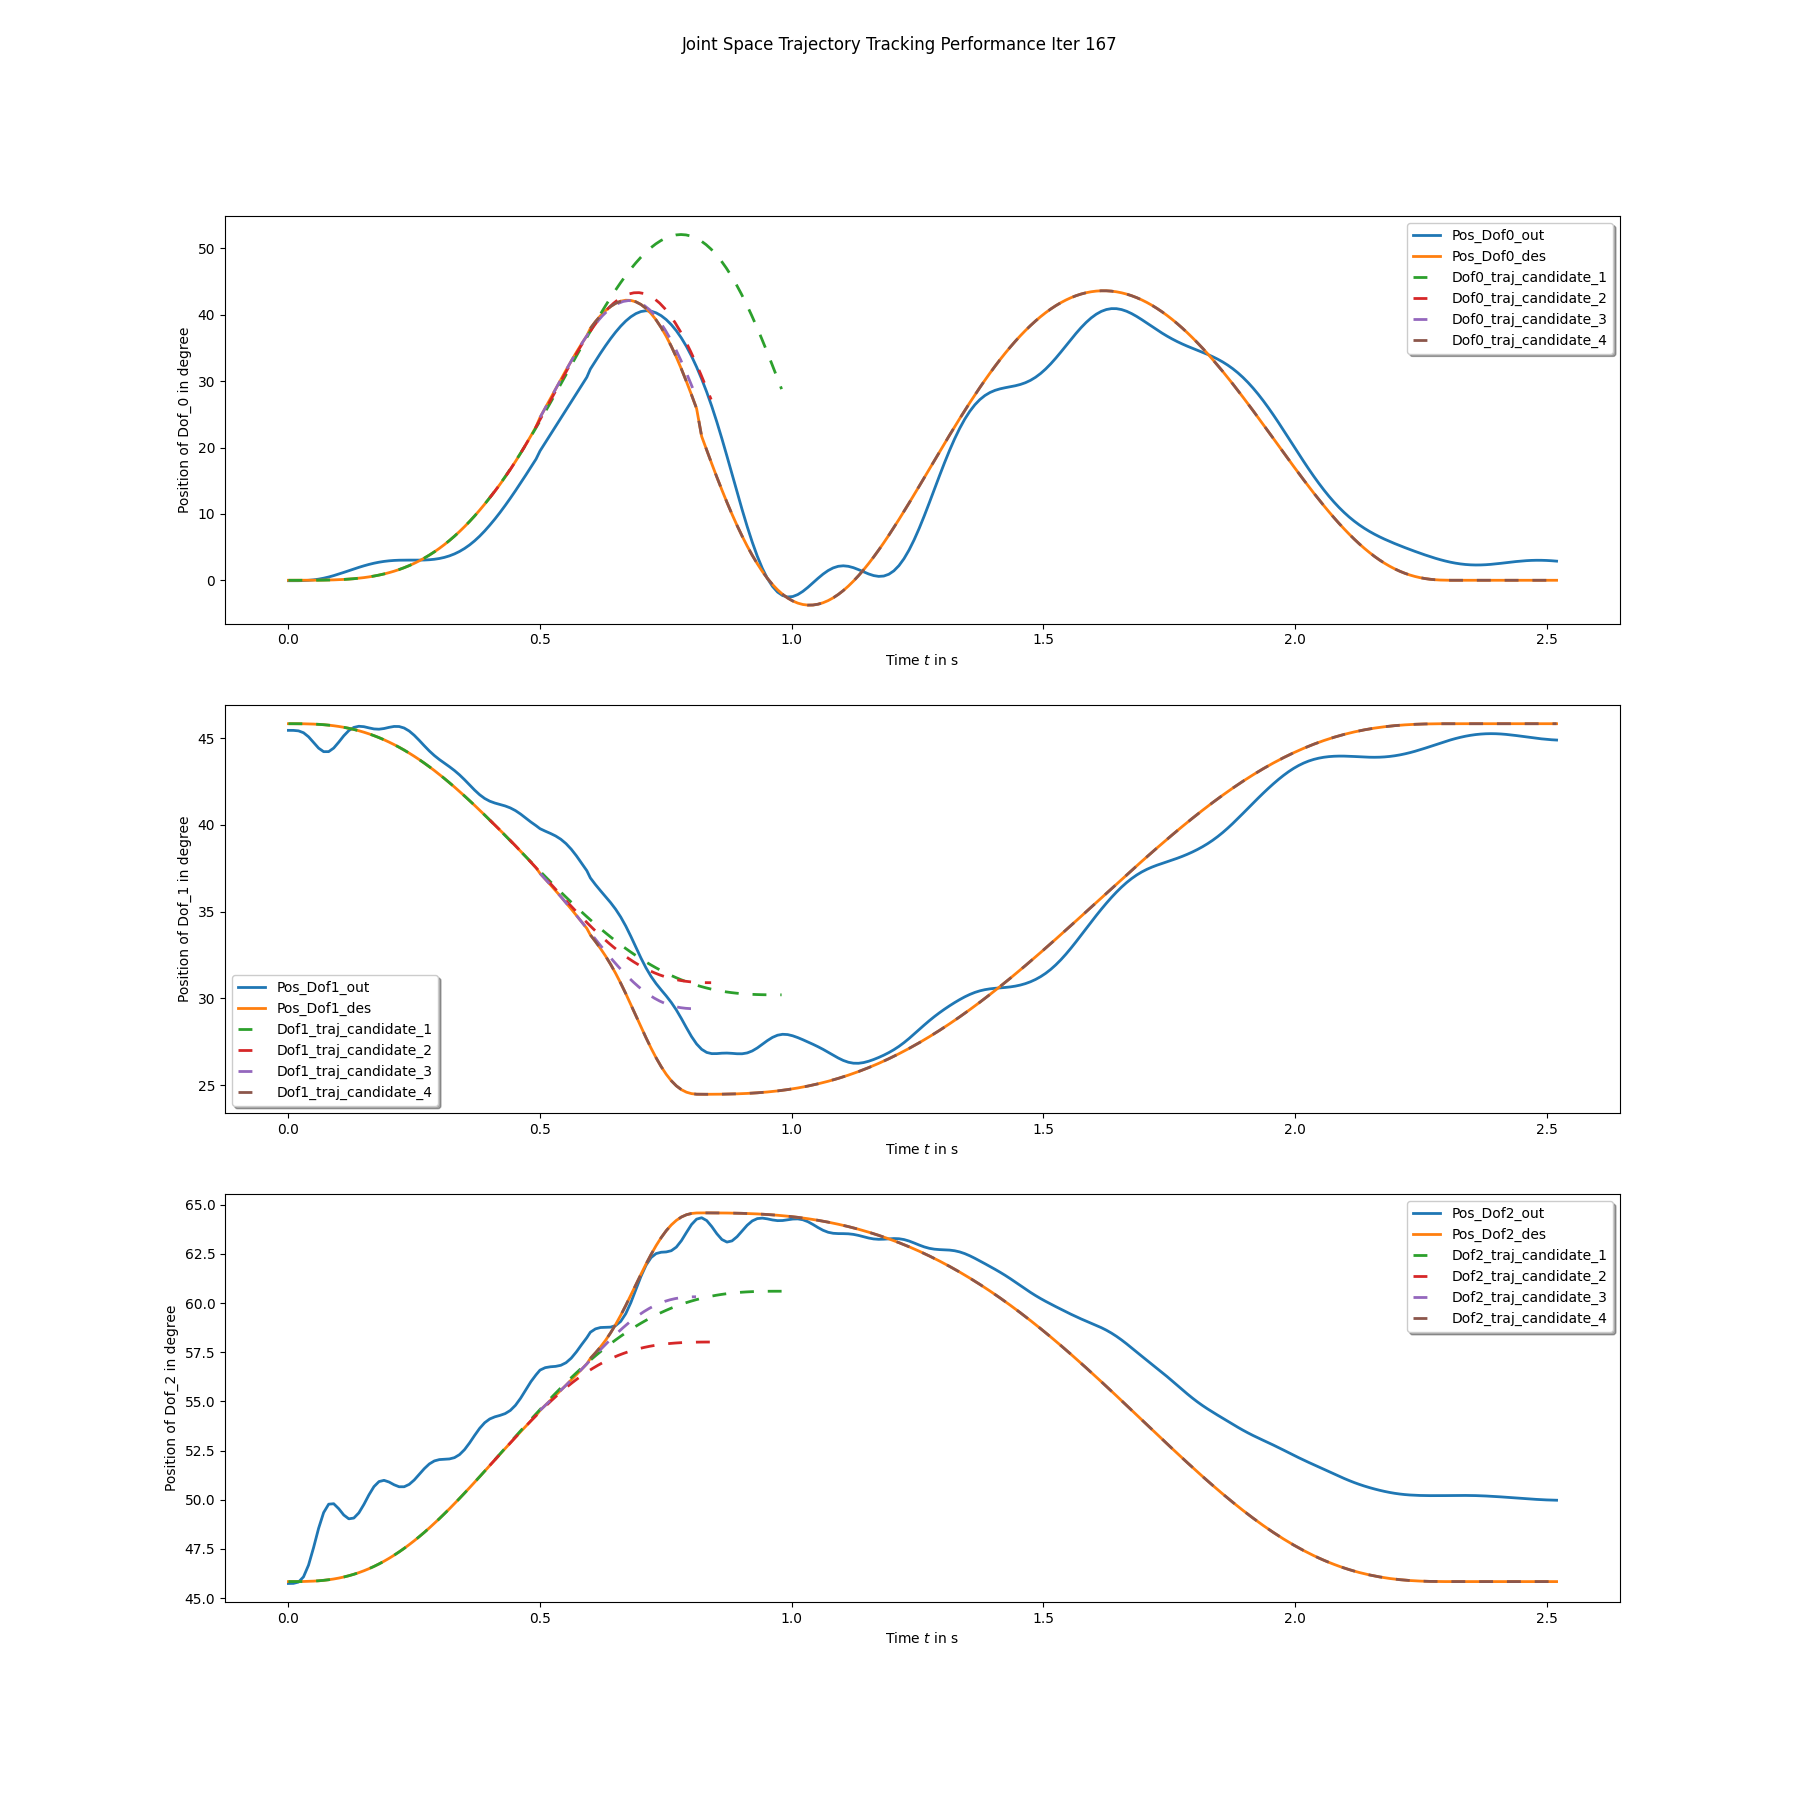 Joint Space Trajectory Tracking Performance Iter 167
50
40
30
20
10
0
Position of Dof_0 in degree
Pos_Dof0_out
Pos_Dof0_des
Dof0_traj_candidate_1
Dof0_traj_candidate_2
Dof0_traj_candidate_3
Dof0_traj_candidate_4
0.0 0.5 1.0 1.5 2.0 2.5
Time t in s
45
40
35
30
25
Position of Dof_1 in degree
Pos_Dof1_out
Pos_Dof1_des
Dof1_traj_candidate_1
Dof1_traj_candidate_2
Dof1_traj_candidate_3
Dof1_traj_candidate_4
0.0 0.5 1.0 1.5 2.0 2.5
Time t in s
65.0
62.5
60.0
57.5
55.0
52.5
50.0
47.5
45.0
Position of Dof_2 in degree
Pos_Dof2_out
Pos_Dof2_des
Dof2_traj_candidate_1
Dof2_traj_candidate_2
Dof2_traj_candidate_3
Dof2_traj_candidate_4
0.0 0.5 1.0 1.5 2.0 2.5
Time t in s